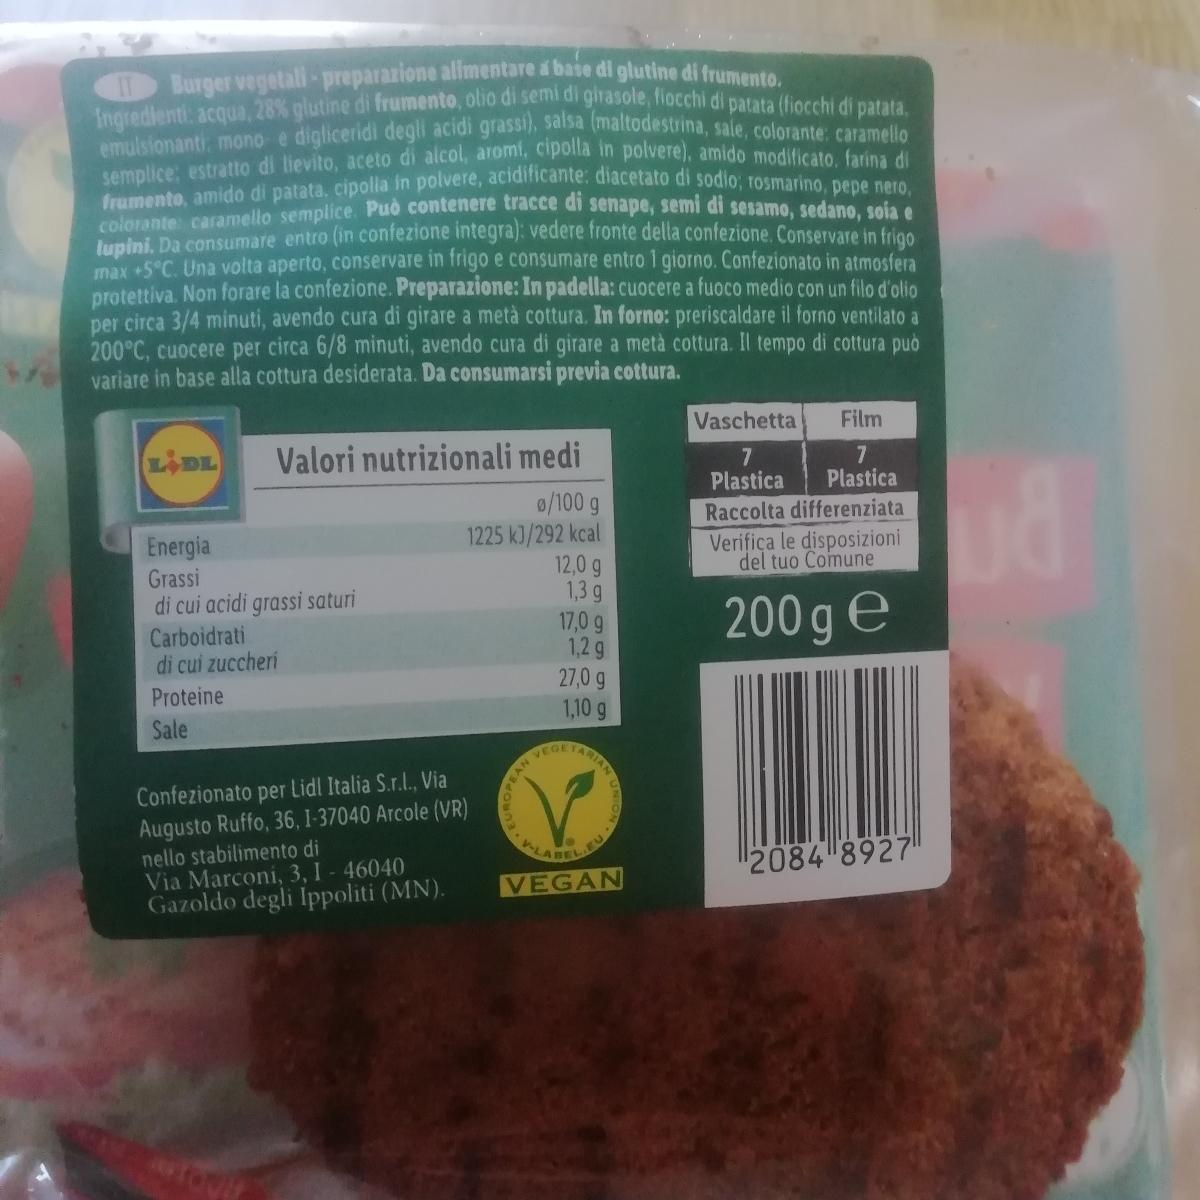 IT Burger vegetali - preparazione alimentare a base di glutine di frumento.
Ingredienti: acqua, 28% glutine di frumento, olio di semi di girasole, fiocchi di patata (fiocchi di patata,
emulsionanti: mono- e digliceridi degli acidi grassi), salsa (maltodestrina, sale, colorante: caramello
semplice; estratto di lievito, aceto di alcol, aromi, cipolla in polvere), amido modificato, farina di
frumento, amido di patata, cipolla in polvere, acidificante: diacetato di sodio; rosmarino, pepe nero,
colorante: caramello semplice. Può contenere tracce di senape, semi di sesamo, sedano, soia e
lupini. Da consumare entro (in confezione integra): vedere fronte della confezione. Conservare in frigo
max +5°C. Una volta aperto, conservare in frigo e consumare entro 1 giorno. Confezionato in atmosfera
protettiva. Non forare la confezione. Preparazione: In padella: cuocere a fuoco medio con un filo d'olio
per circa 3/4 minuti, avendo cura di girare a metà cottura. In forno: preriscaldare il forno ventilato a
200°C, cuocere per circa 6/8 minuti, avendo cura di girare a metà cottura. Il tempo di cottura può
variare in base alla cottura desiderata. Da consumarsi previa cottura.
LIDL
Valori nutrizionali medi
ø/100 g
Energia 1225 kJ/292 kcal
Grassi 12,0 g
di cui acidi grassi saturi 1,3 g
Carboidrati 17,0 g
di cui zuccheri 1,2 g
Proteine 27,0 g
Sale 1,10 g
Vaschetta Film
7 7
Plastica Plastica
Raccolta differenziata
Verifica le disposizioni
del tuo Comune
200 g e
Confezionato per Lidl Italia S.r.l., Via
Augusto Ruffo, 36, I-37040 Arcole (VR)
nello stabilimento di
Via Marconi, 3, I - 46040
Gazoldo degli Ippoliti (MN).
EUROPEAN VEGETARIAN UNION
V-LABEL.EU
VEGAN
2084 8927
Bu